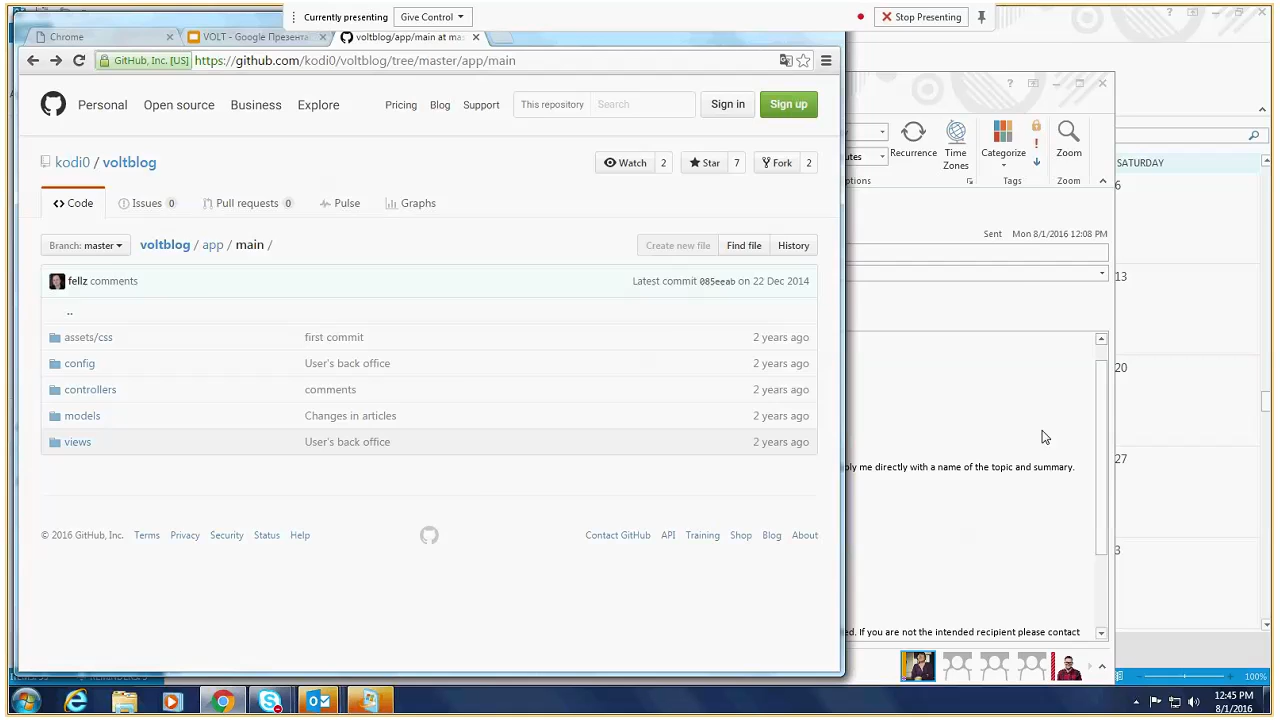 Currently presenting
Give Control
Stop Presenting
Chrome
VOLT - Google Презента
voltblog/app/main at ma
GitHub, Inc. [US]
https://github.com/kodi0/voltblog/tree/master/app/main
Personal Open source Business Explore
Pricing Blog Support
This repository Search
Sign in Sign up
kodi0 / voltblog
Watch 2 Star 7 Fork 2
Code Issues 0 Pull requests 0 Pulse Graphs
Branch: master voltblog / app / main /
Create new file Find file History
fellz comments Latest commit 085eeab on 22 Dec 2014
..
assets/css first commit 2 years ago
config User's back office 2 years ago
controllers comments 2 years ago
models Changes in articles 2 years ago
views User's back office 2 years ago
© 2016 GitHub, Inc. Terms Privacy Security Status Help
Contact GitHub API Training Shop Blog About
utes
Recurrence
Time
Zones
Categorize
Zoom
ptions
Tags
Zoom
Sent Mon 8/1/2016 12:08 PM
ply me directly with a name of the topic and summary.
ed. If you are not the intended recipient please contact
SATURDAY
6
13
20
27
3
100%
12:45 PM
8/1/2016